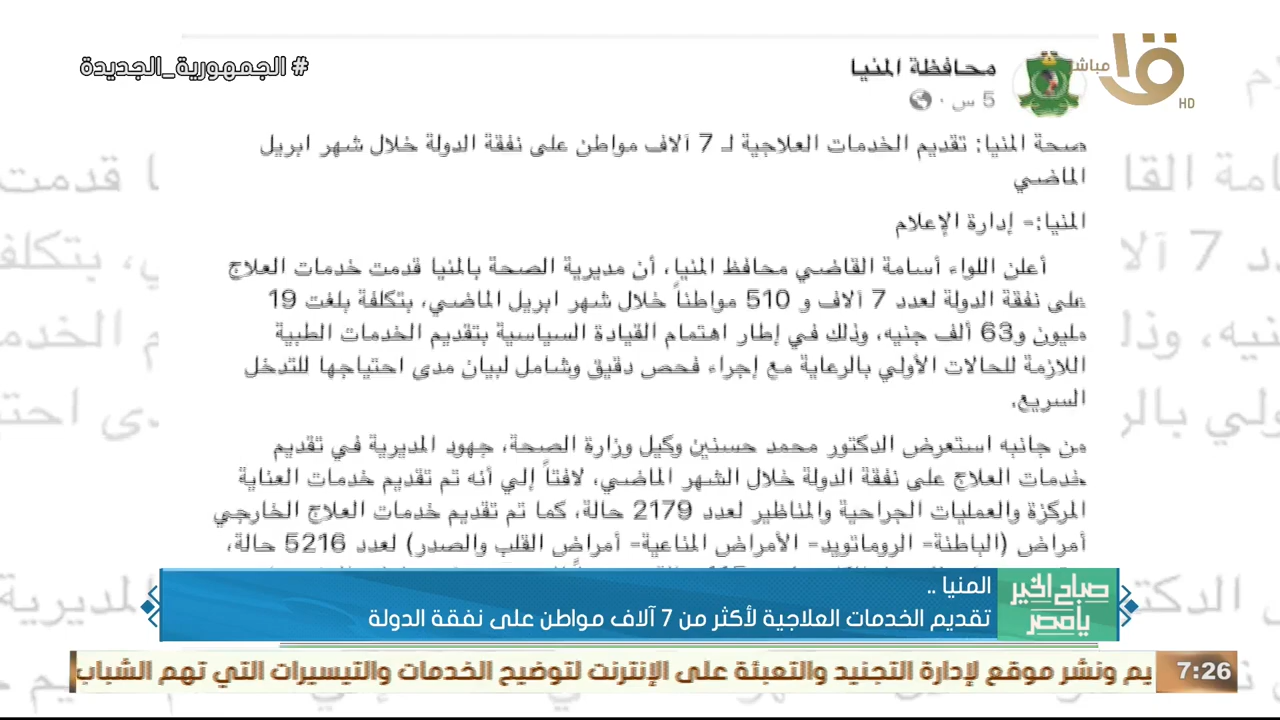 # الجمهورية_الجديدة
مباشر
HD
محافظة المنيا
5 س ·
صحة المنيا: تقديم الخدمات العلاجية لـ 7 آلاف مواطن على نفقة الدولة خلال شهر ابريل
الماضي
المنيا:- إدارة الإعلام
أعلن اللواء أسامة القاضي محافظ المنيا، أن مديرية الصحة بالمنيا قدمت خدمات العلاج
على نفقة الدولة لعدد 7 آلاف و 510 مواطناً خلال شهر ابريل الماضي، بتكلفة بلغت 19
مليون و63 ألف جنيه، وذلك في إطار اهتمام القيادة السياسية بتقديم الخدمات الطبية
اللازمة للحالات الأولي بالرعاية مع إجراء فحص دقيق وشامل لبيان مدى احتياجها للتدخل
السريع.
من جانبه استعرض الدكتور محمد حسنين وكيل وزارة الصحة، جهود المديرية في تقديم
خدمات العلاج على نفقة الدولة خلال الشهر الماضي، لافتاً إلي أنه تم تقديم خدمات العناية
المركزة والعمليات الجراحية والمناظير لعدد 2179 حالة، كما تم تقديم خدمات العلاج الخارجي
أمراض (الباطنة- الروماتويد- الأمراض المناعية- أمراض القلب والصدر) لعدد 5216 حالة،
صباح الخير
يا مصر
المنيا ..
تقديم الخدمات العلاجية لأكثر من 7 آلاف مواطن على نفقة الدولة
7:26
يم ونشر موقع لإدارة التجنيد والتعبئة على الإنترنت لتوضيح الخدمات والتيسيرات التي تهم الشباب